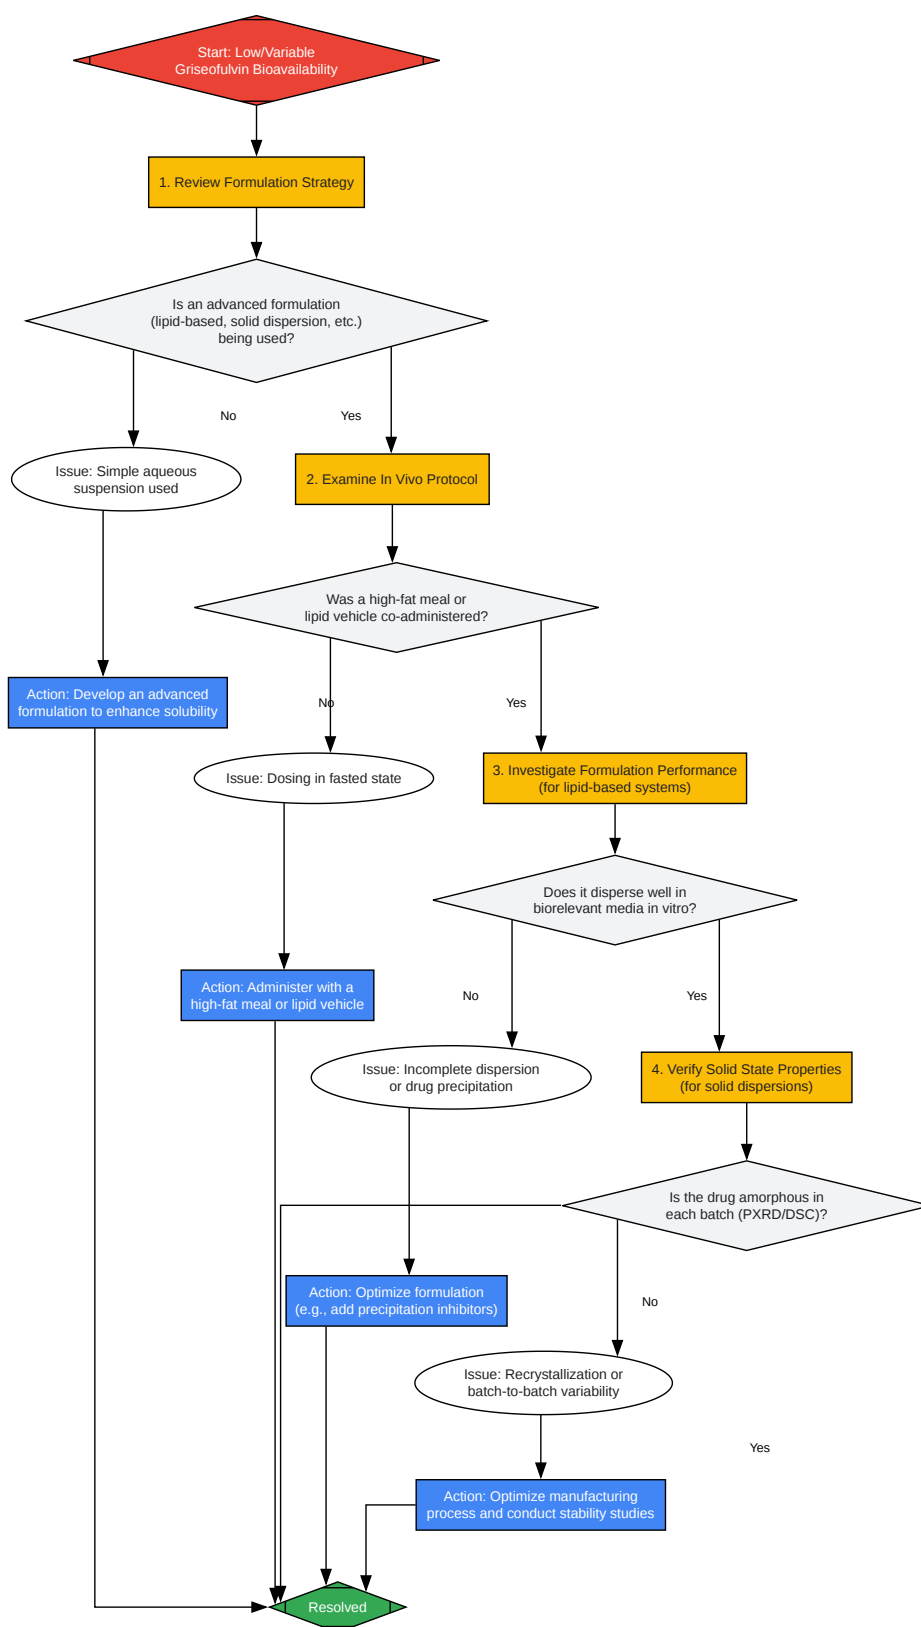 Start: Low/Variable
Griseofulvin Bioavailability
1. Review Formulation Strategy
Is an advanced formulation
(lipid-based, solid dispersion, etc.)
being used?
No
Yes
Issue: Simple aqueous
suspension used
2. Examine In Vivo Protocol
Was a high-fat meal or
lipid vehicle co-administered?
Action: Develop an advanced
formulation to enhance solubility
No
Yes
Issue: Dosing in fasted state
3. Investigate Formulation Performance
(for lipid-based systems)
Does it disperse well in
biorelevant media in vitro?
Action: Administer with a
high-fat meal or lipid vehicle
No
Yes
Issue: Incomplete dispersion
or drug precipitation
4. Verify Solid State Properties
(for solid dispersions)
Is the drug amorphous in
each batch (PXRD/DSC)?
Action: Optimize formulation
(e.g., add precipitation inhibitors)
No
Issue: Recrystallization or
batch-to-batch variability
Yes
Action: Optimize manufacturing
process and conduct stability studies
Resolved